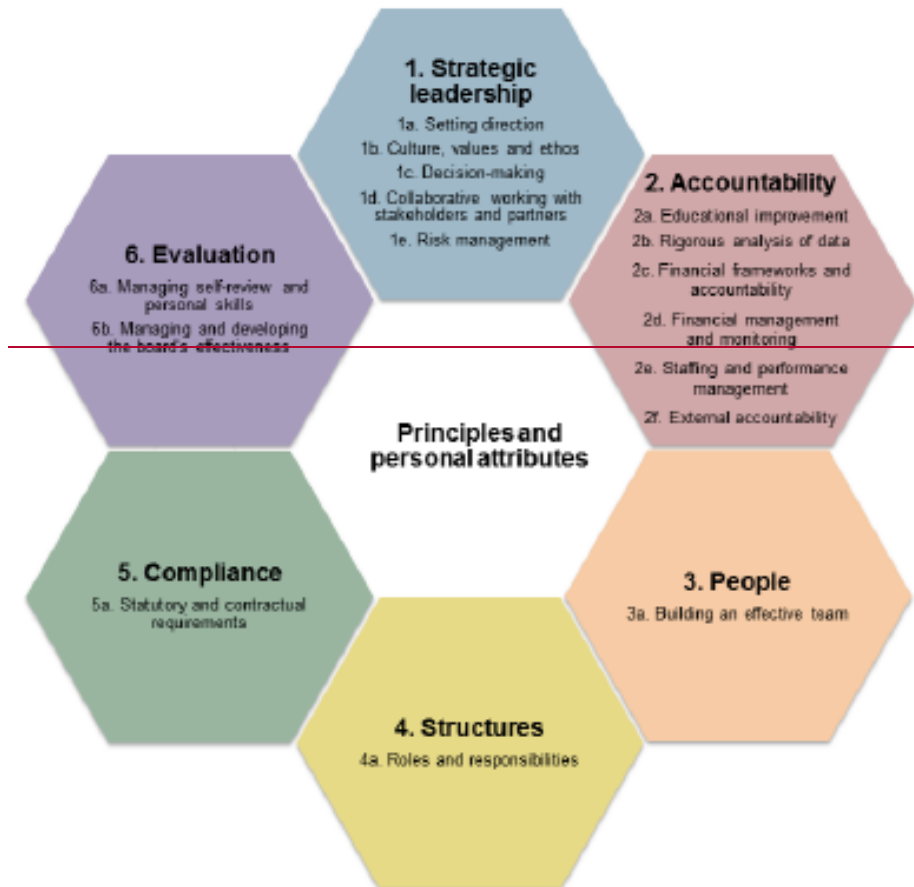 1. Strategic
leadership
1a. Setting direction
1b. Culture, values and ethos
1c. Decision-making
1d. Collaborative working with
stakeholders and partners
1e. Risk management
2. Accountability
2a. Educational improvement
2b. Rigorous analysis of data
2c. Financial frameworks and
accountability
2d. Financial management
and monitoring
2e. Staffing and performance
management
2f. External accountability
3. People
3a. Building an effective team
4. Structures
4a. Roles and responsibilities
5. Compliance
5a. Statutory and contractual
requirements
6. Evaluation
6a. Managing self-review and
personal skills
6b. Managing and developing
the board's effectiveness
Principles and
personal attributes